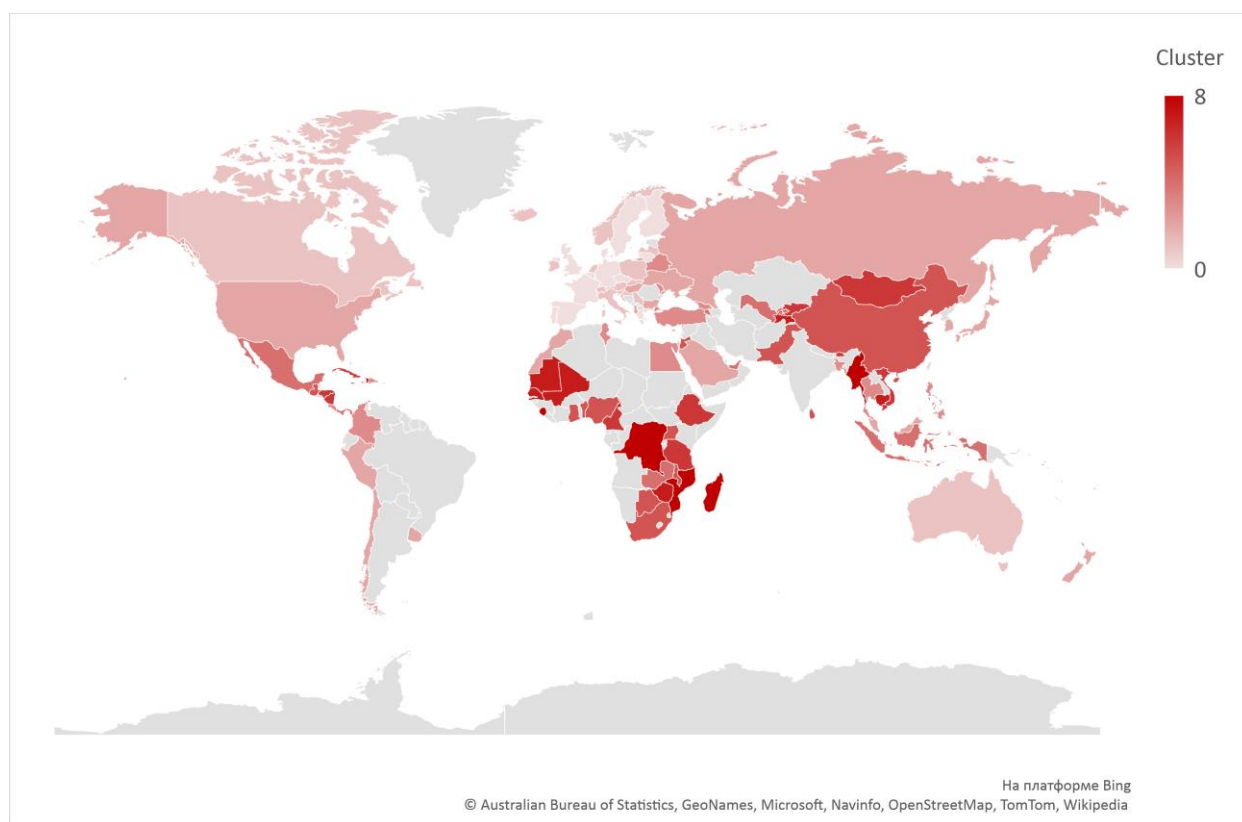 Cluster
8
0
На платформе Bing
© Australian Bureau of Statistics, GeoNames, Microsoft, Navinfo, OpenStreetMap, TomTom, Wikipedia